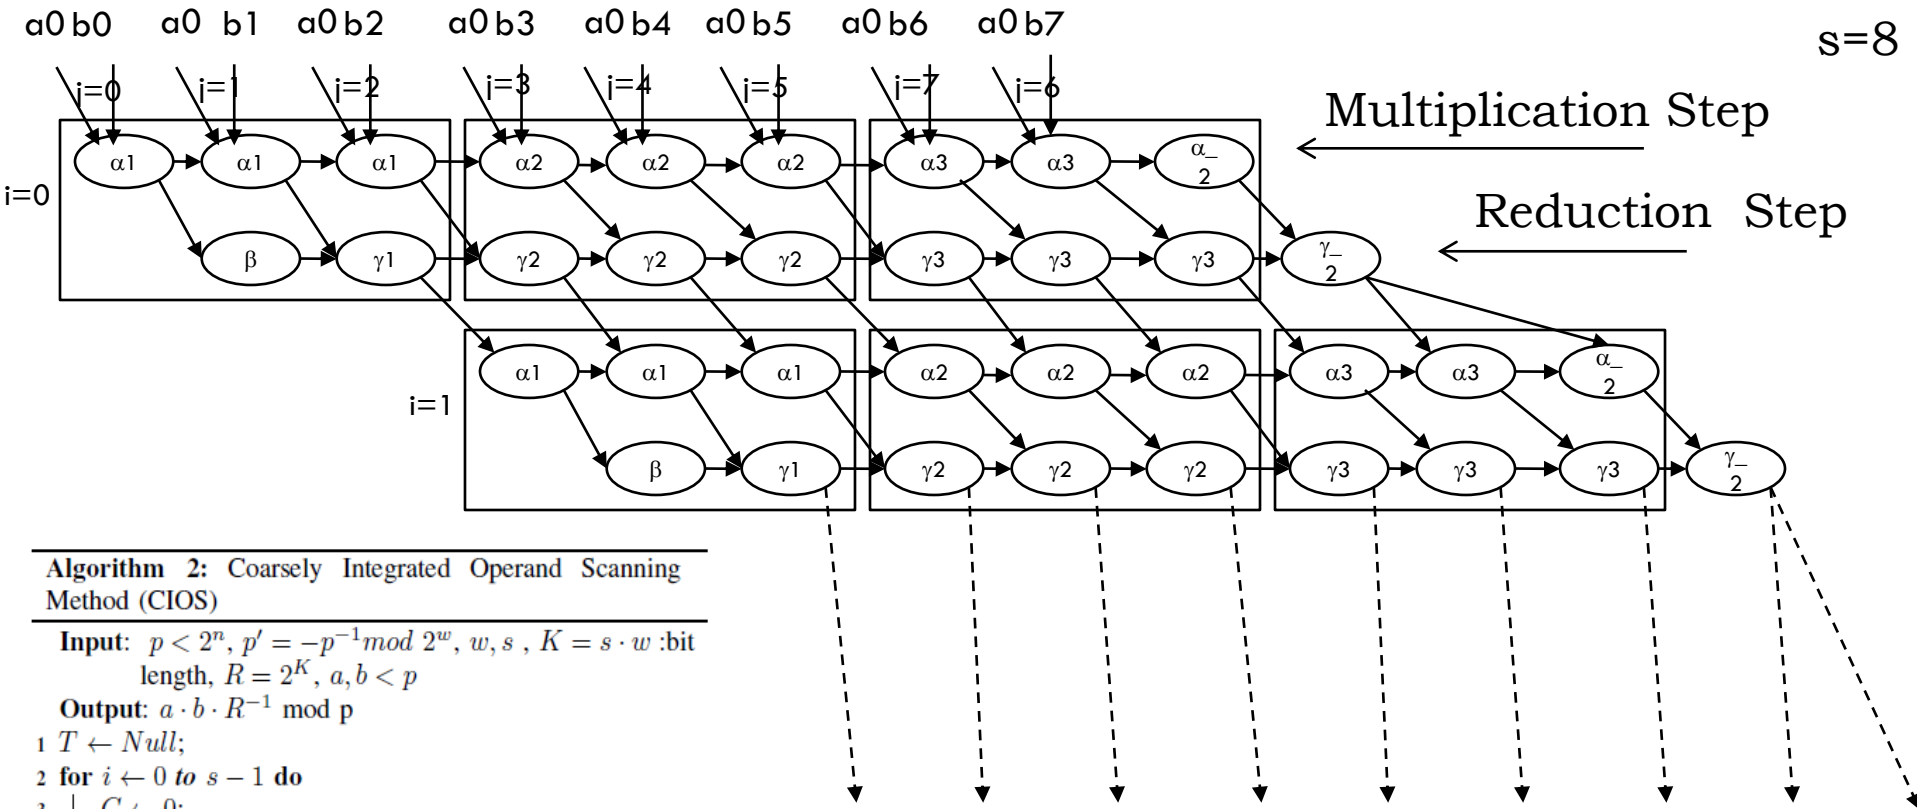 a0 b0 a0 b1 a0 b2 a0 b3 a0 b4 a0 b5 a0 b6 a0 b7
s=8
i=0 i=1 i=2 i=3 i=4 i=5 i=7 i=6
Multiplication Step
α1 α1 α1 α2 α2 α2 α3 α3 α_2
i=0
Reduction Step
β γ1 γ2 γ2 γ2 γ3 γ3 γ3 γ_2
α1 α1 α1 α2 α2 α2 α3 α3 α_2
i=1
β γ1 γ2 γ2 γ2 γ3 γ3 γ3 γ_2
Algorithm 2: Coarsely Integrated Operand Scanning
Method (CIOS)
Input: p < 2^n, p′ = −p^{−1} mod 2^w, w, s , K = s · w :bit
length, R = 2^K, a, b < p
Output: a · b · R^{−1} mod p
1 T ← Null;
2 for i ← 0 to s − 1 do
3 C ← 0;